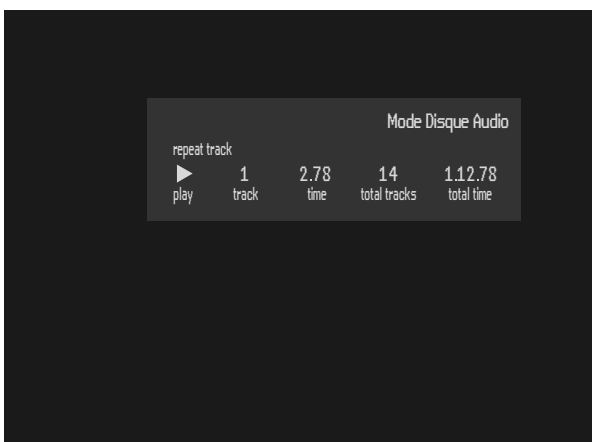 Mode Disque Audio
repeat track
1 2.78 14 1.12.78
play track time total tracks total time